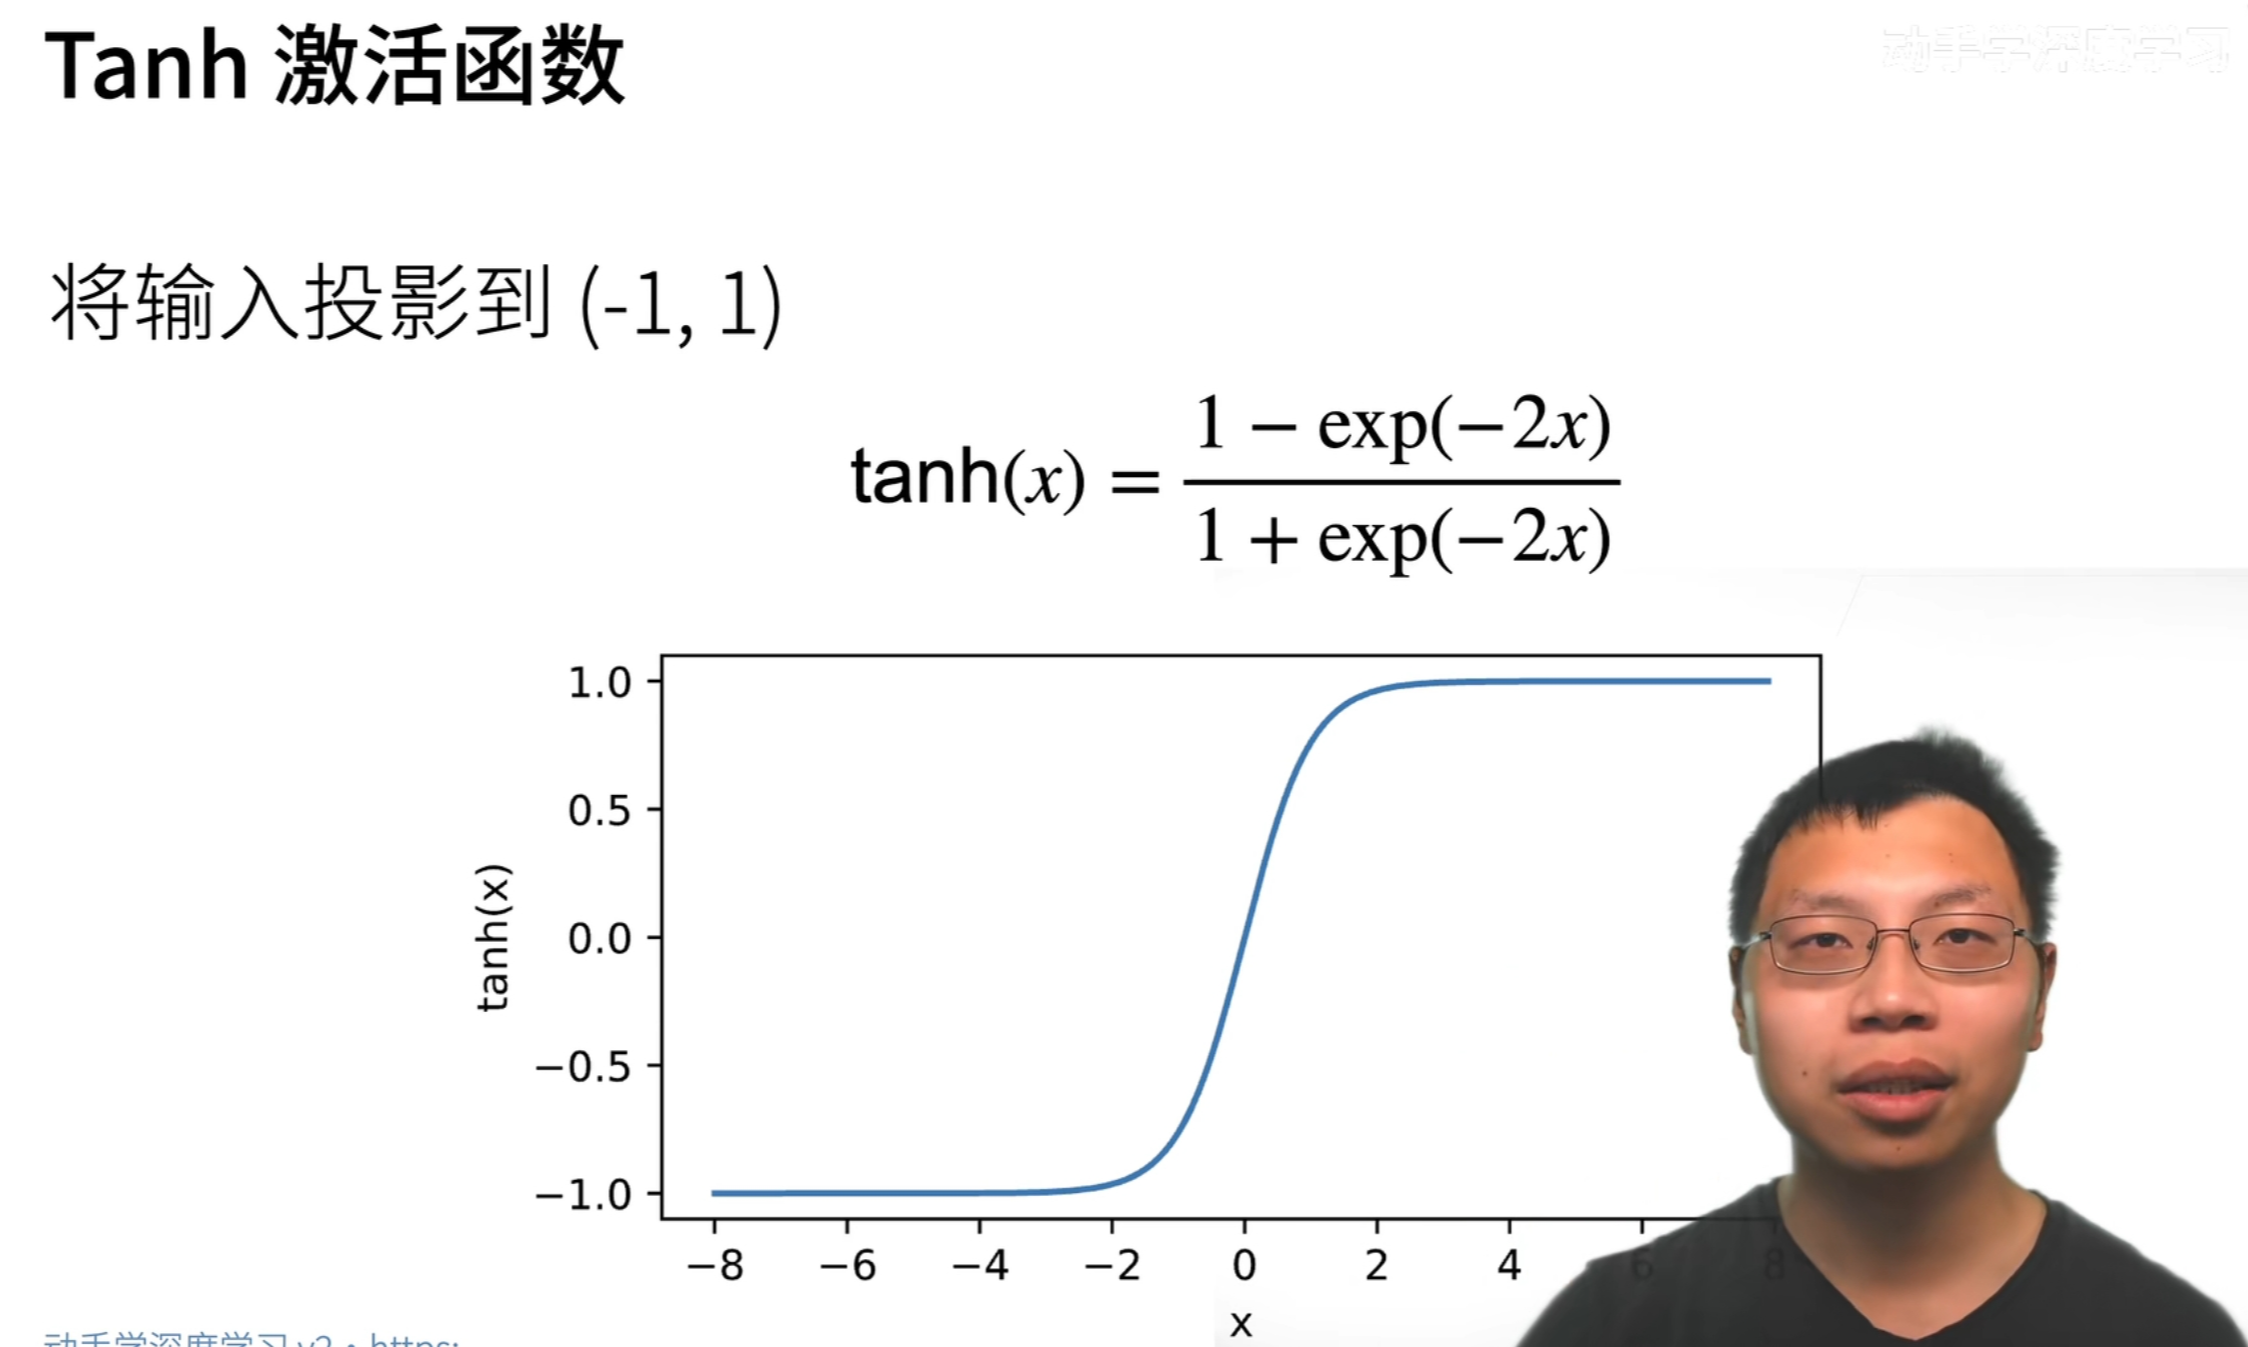 Tanh 激活函数
动手学深度学习
将输入投影到 (-1, 1)
tanh(x) = \frac{1 − exp(−2x)}{1 + exp(−2x)}
1.0
0.5
0.0
−0.5
−1.0
tanh(x)
−8 −6 −4 −2 0 2 4 6 8
x
动手学深度学习 v2 • https: